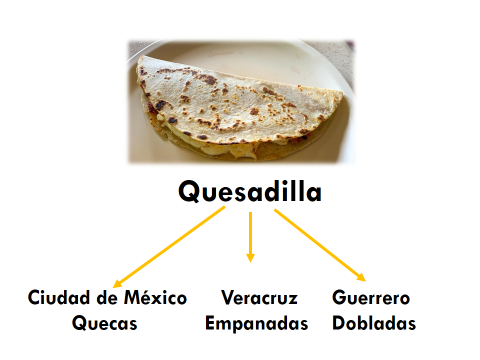 Quesadilla
Ciudad de México
Quecas
Veracruz
Empanadas
Guerrero
Dobladas